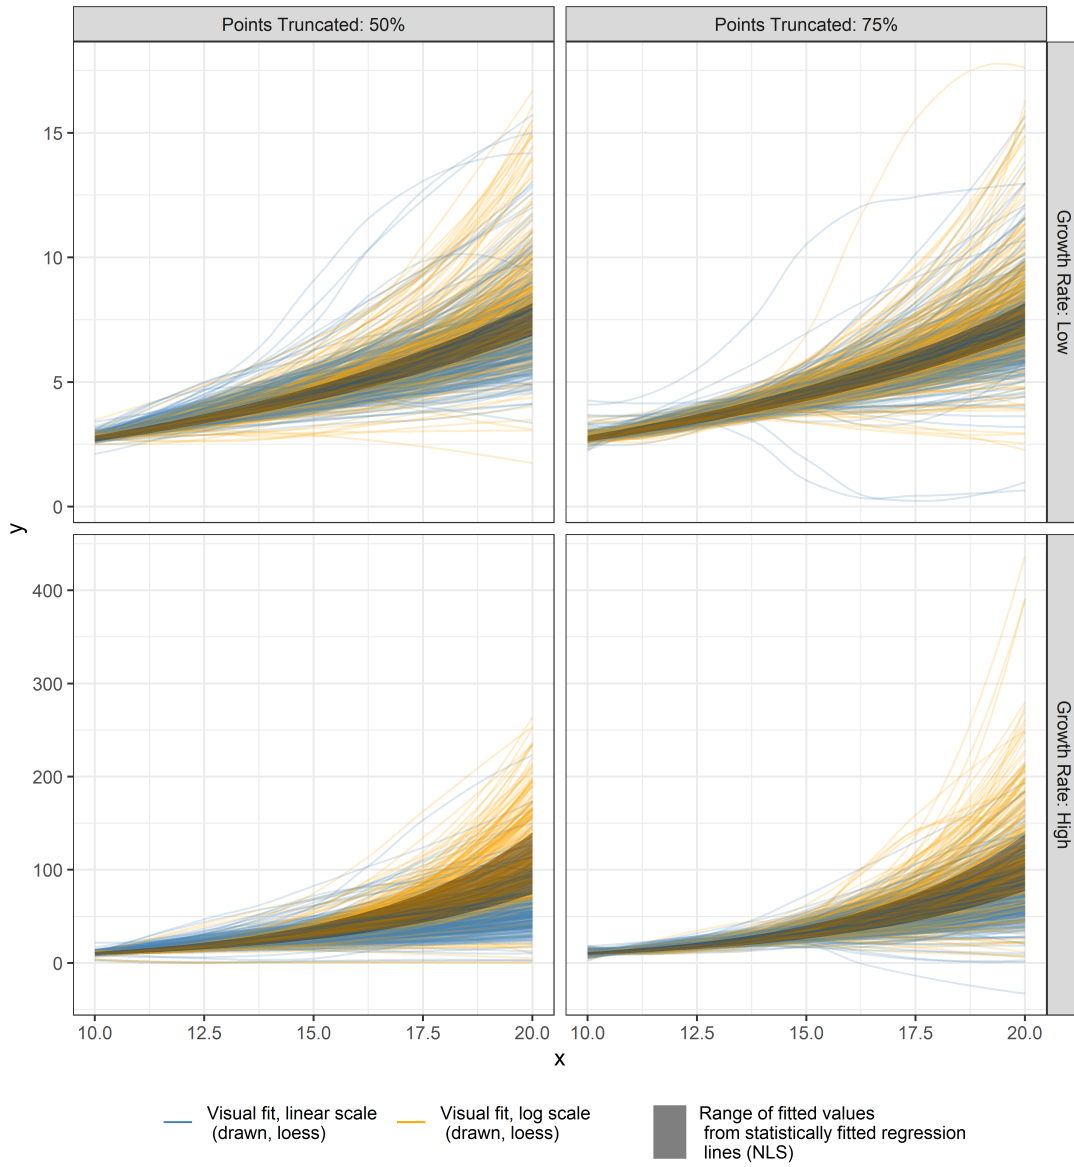 Points Truncated: 50%
Points Truncated: 75%
15
10
5
0
Growth Rate: Low
y
400
300
200
100
0
Growth Rate: High
10.0 12.5 15.0 17.5 20.0
10.0 12.5 15.0 17.5 20.0
x
Visual fit, linear scale
(drawn, loess)
Visual fit, log scale
(drawn, loess)
Range of fitted values
from statistically fitted regression
lines (NLS)